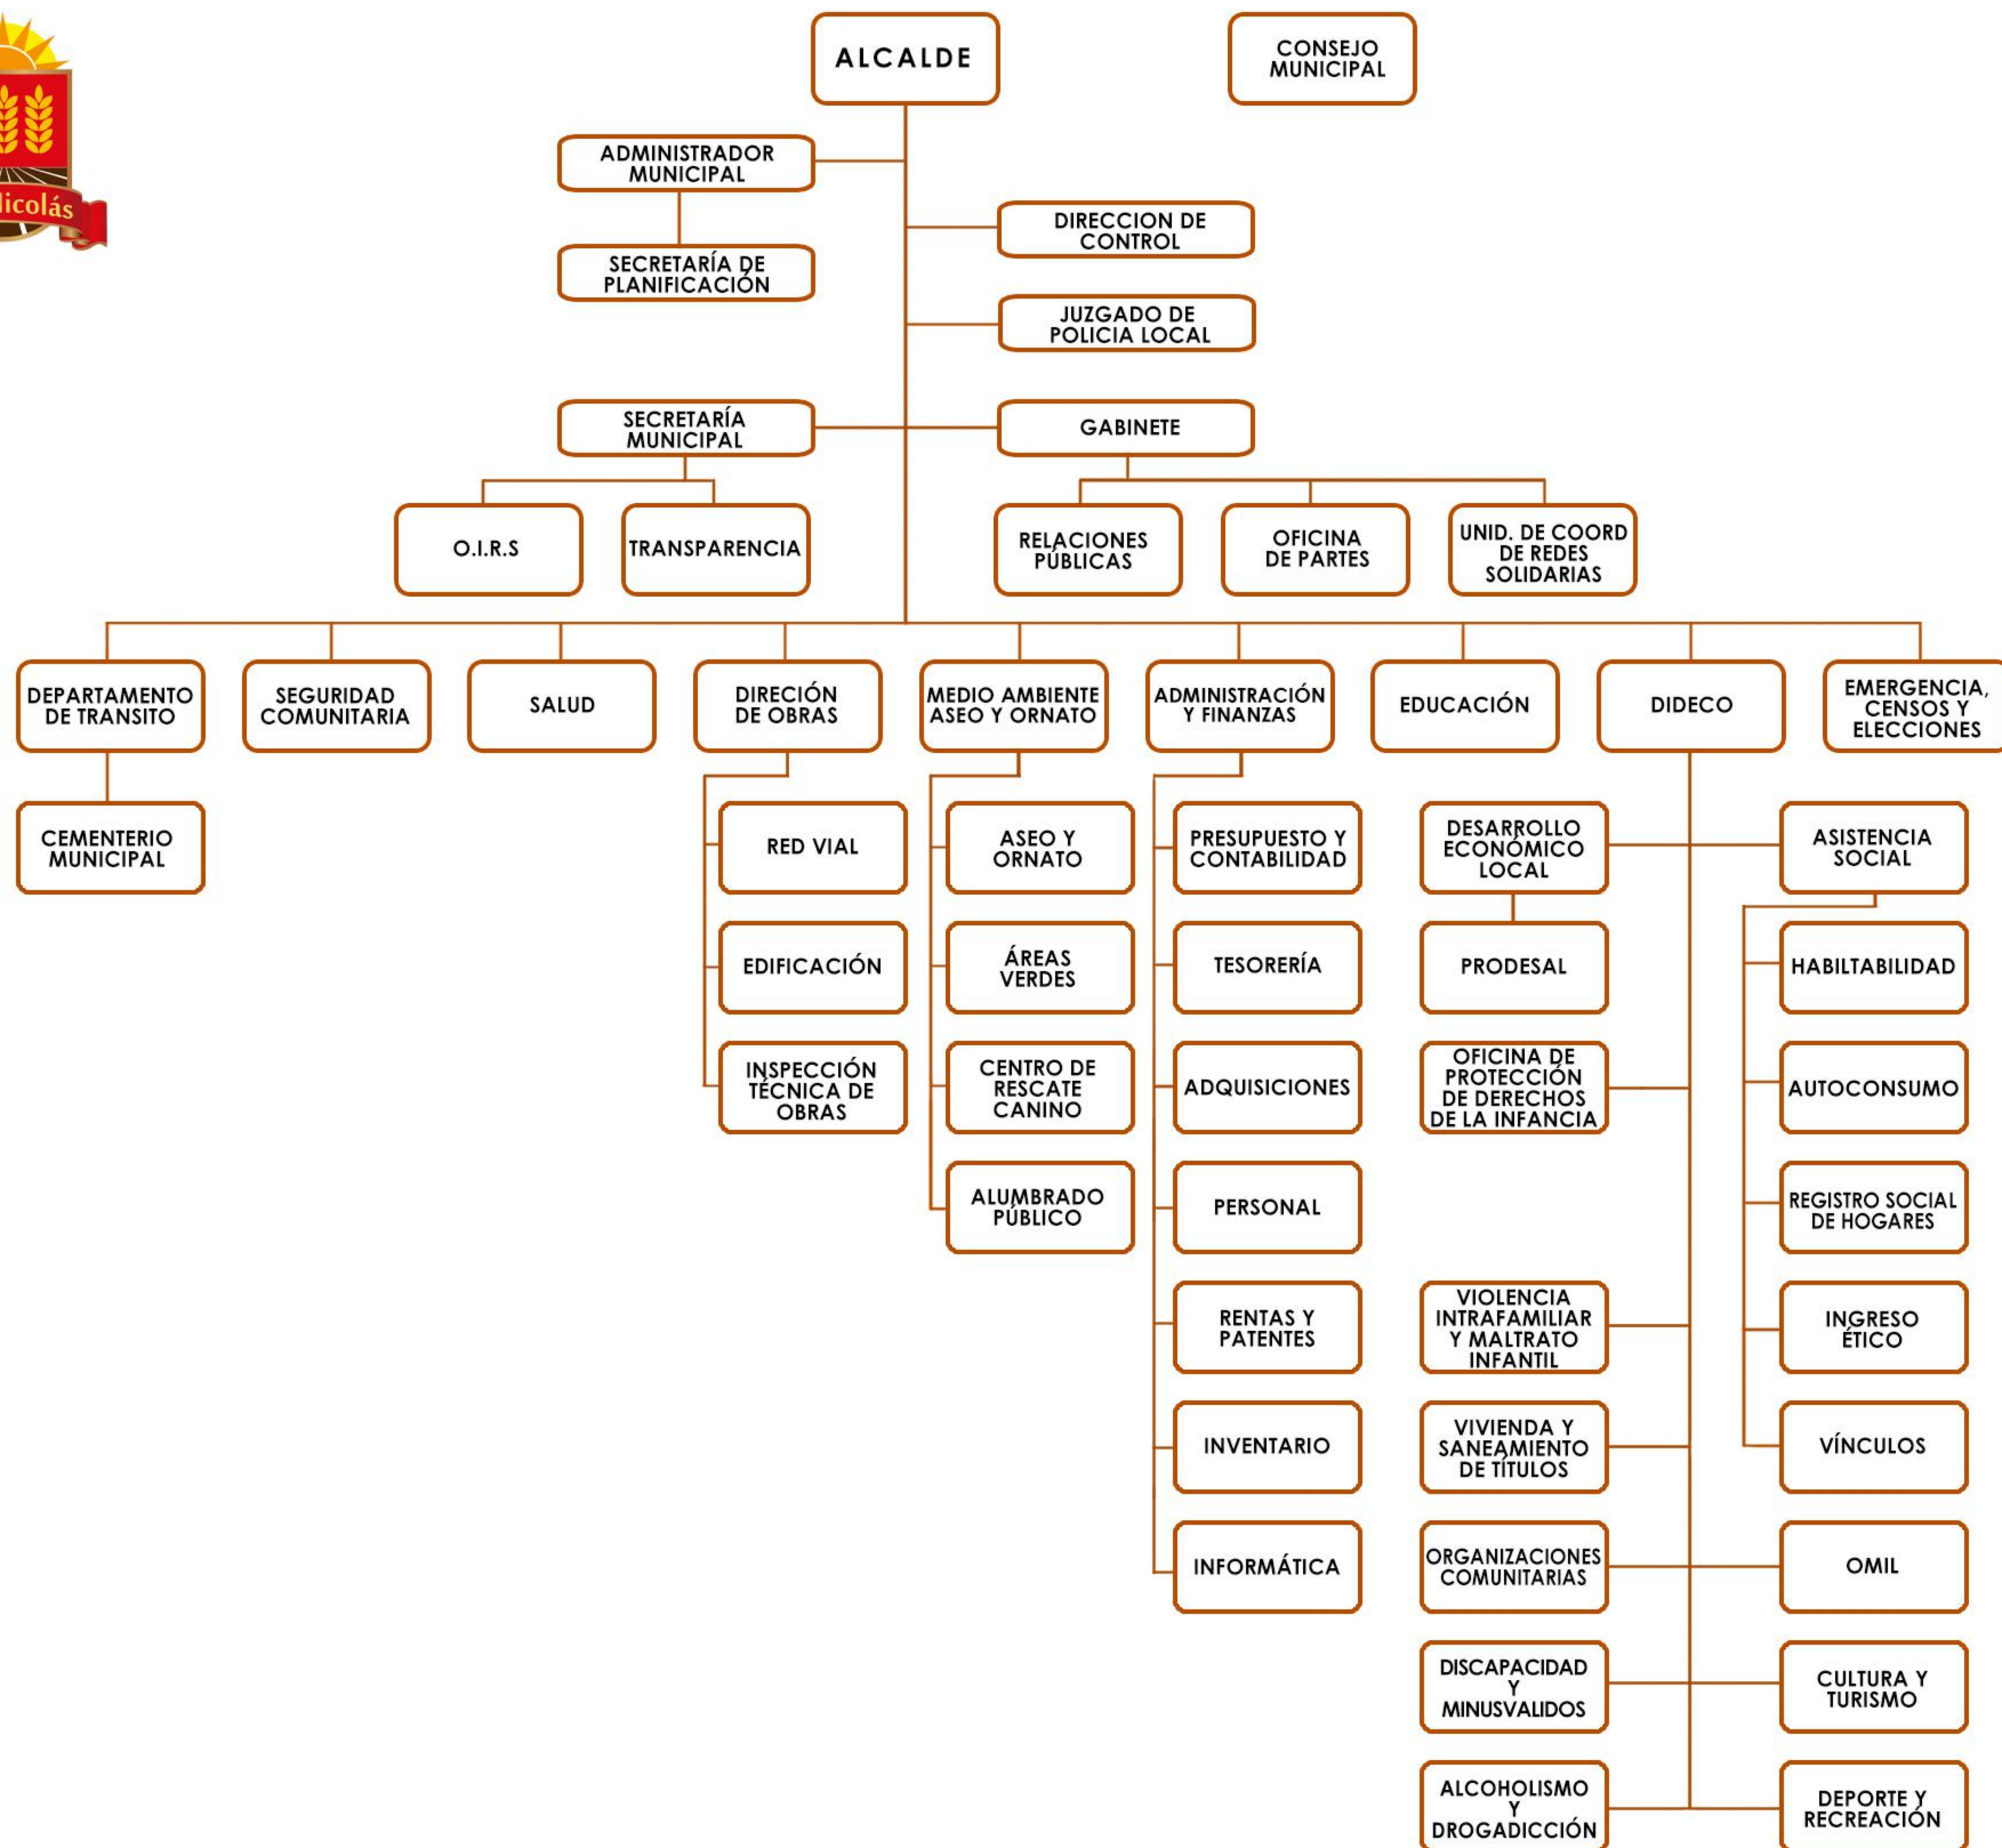 ALCALDE
CONSEJO
MUNICIPAL
ADMINISTRADOR
MUNICIPAL
DIRECCION DE
CONTROL
SECRETARÍA DE
PLANIFICACIÓN
JUZGADO DE
POLICIA LOCAL
SECRETARÍA
MUNICIPAL
GABINETE
O.I.R.S
TRANSPARENCIA
RELACIONES
PÚBLICAS
OFICINA
DE PARTES
UNID. DE COORD
DE REDES
SOLIDARIAS
DEPARTAMENTO
DE TRANSITO
SEGURIDAD
COMUNITARIA
SALUD
DIRECIÓN
DE OBRAS
MEDIO AMBIENTE
ASEO Y ORNATO
ADMINISTRACIÓN
Y FINANZAS
EDUCACIÓN
DIDECO
EMERGENCIA,
CENSOS Y
ELECCIONES
CEMENTERIO
MUNICIPAL
RED VIAL
EDIFICACIÓN
INSPECCIÓN
TÉCNICA DE
OBRAS
ASEO Y
ORNATO
ÁREAS
VERDES
CENTRO DE
RESCATE
CANINO
ALUMBRADO
PÚBLICO
PRESUPUESTO Y
CONTABILIDAD
TESORERÍA
ADQUISICIONES
PERSONAL
RENTAS Y
PATENTES
INVENTARIO
INFORMÁTICA
DESARROLLO
ECONÓMICO
LOCAL
PRODESAL
OFICINA DE
PROTECCIÓN
DE DERECHOS
DE LA INFANCIA
VIOLENCIA
INTRAFAMILIAR
Y MALTRATO
INFANTIL
VIVIENDA Y
SANEAMIENTO
DE TÍTULOS
ORGANIZACIONES
COMUNITARIAS
DISCAPACIDAD
Y
MINUSVALIDOS
ALCOHOLISMO
Y
DROGADICCIÓN
ASISTENCIA
SOCIAL
HABILTABILIDAD
AUTOCONSUMO
REGISTRO SOCIAL
DE HOGARES
INGRESO
ÉTICO
VÍNCULOS
OMIL
CULTURA Y
TURISMO
DEPORTE Y
RECREACIÓN